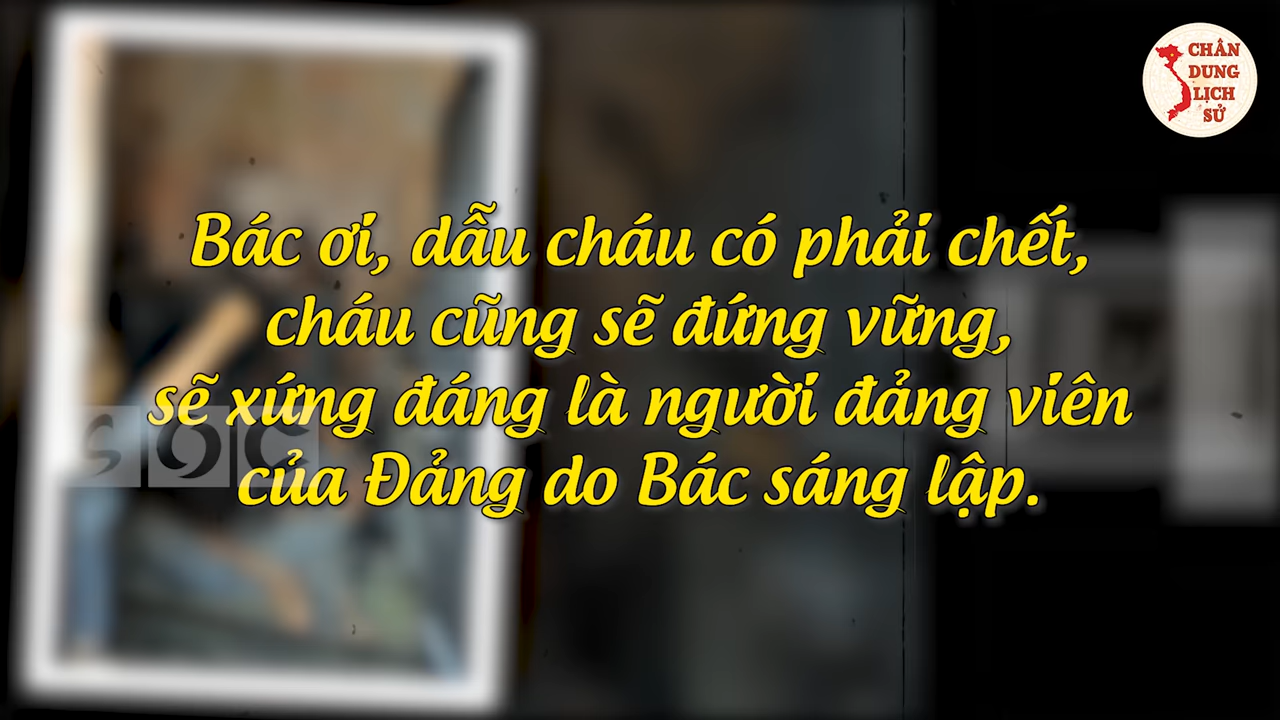 CHÂN
DUNG
LỊCH
SỬ
Bác ơi, dẫu cháu có phải chết,
cháu cũng sẽ đứng vững,
sẽ xứng đáng là người đảng viên
của Đảng do Bác sáng lập.